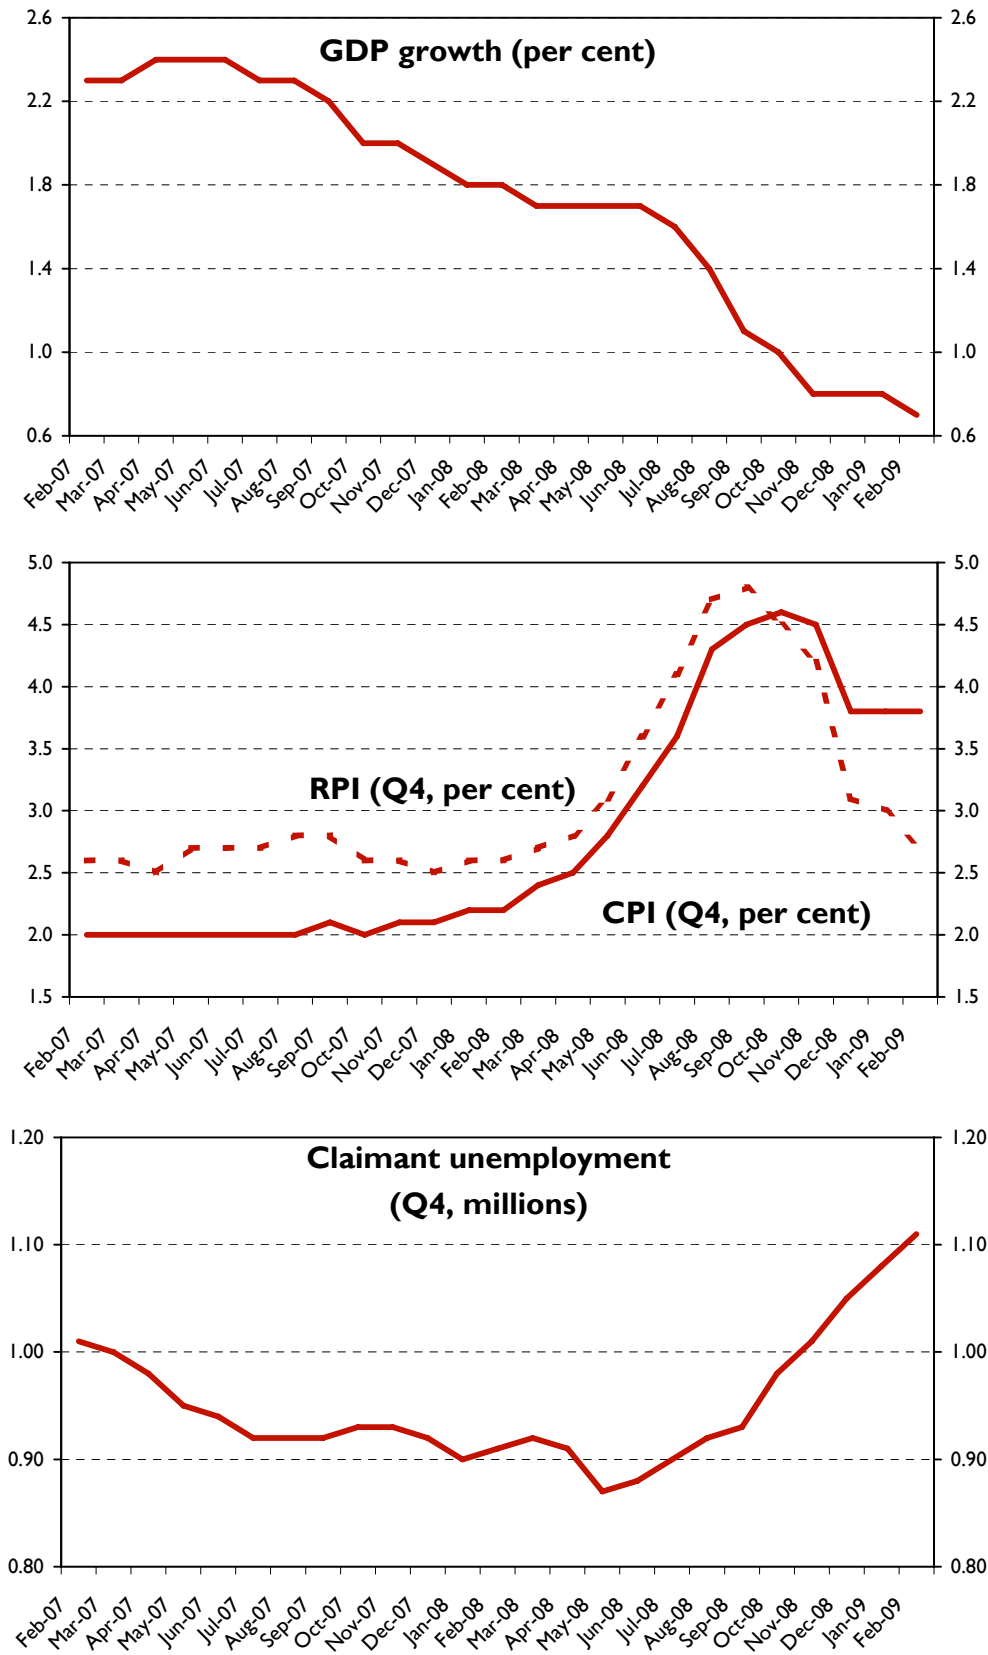 2.6 2.6
GDP growth (per cent)
2.2 2.2
1.8 1.8
1.4 1.4
1.0 1.0
0.6 0.6
Feb-07 Mar-07 Apr-07 May-07 Jun-07 Jul-07 Aug-07 Sep-07 Oct-07 Nov-07 Dec-07 Jan-08 Feb-08 Mar-08 Apr-08 May-08 Jun-08 Jul-08 Aug-08 Sep-08 Oct-08 Nov-08 Dec-08 Jan-09 Feb-09
5.0 5.0
4.5 4.5
4.0 4.0
3.5 3.5
RPI (Q4, per cent)
3.0 3.0
2.5 2.5
CPI (Q4, per cent)
2.0 2.0
1.5 1.5
Feb-07 Mar-07 Apr-07 May-07 Jun-07 Jul-07 Aug-07 Sep-07 Oct-07 Nov-07 Dec-07 Jan-08 Feb-08 Mar-08 Apr-08 May-08 Jun-08 Jul-08 Aug-08 Sep-08 Oct-08 Nov-08 Dec-08 Jan-09 Feb-09
1.20 1.20
Claimant unemployment
(Q4, millions)
1.10 1.10
1.00 1.00
0.90 0.90
0.80 0.80
Feb-07 Mar-07 Apr-07 May-07 Jun-07 Jul-07 Aug-07 Sep-07 Oct-07 Nov-07 Dec-07 Jan-08 Feb-08 Mar-08 Apr-08 May-08 Jun-08 Jul-08 Aug-08 Sep-08 Oct-08 Nov-08 Dec-08 Jan-09 Feb-09